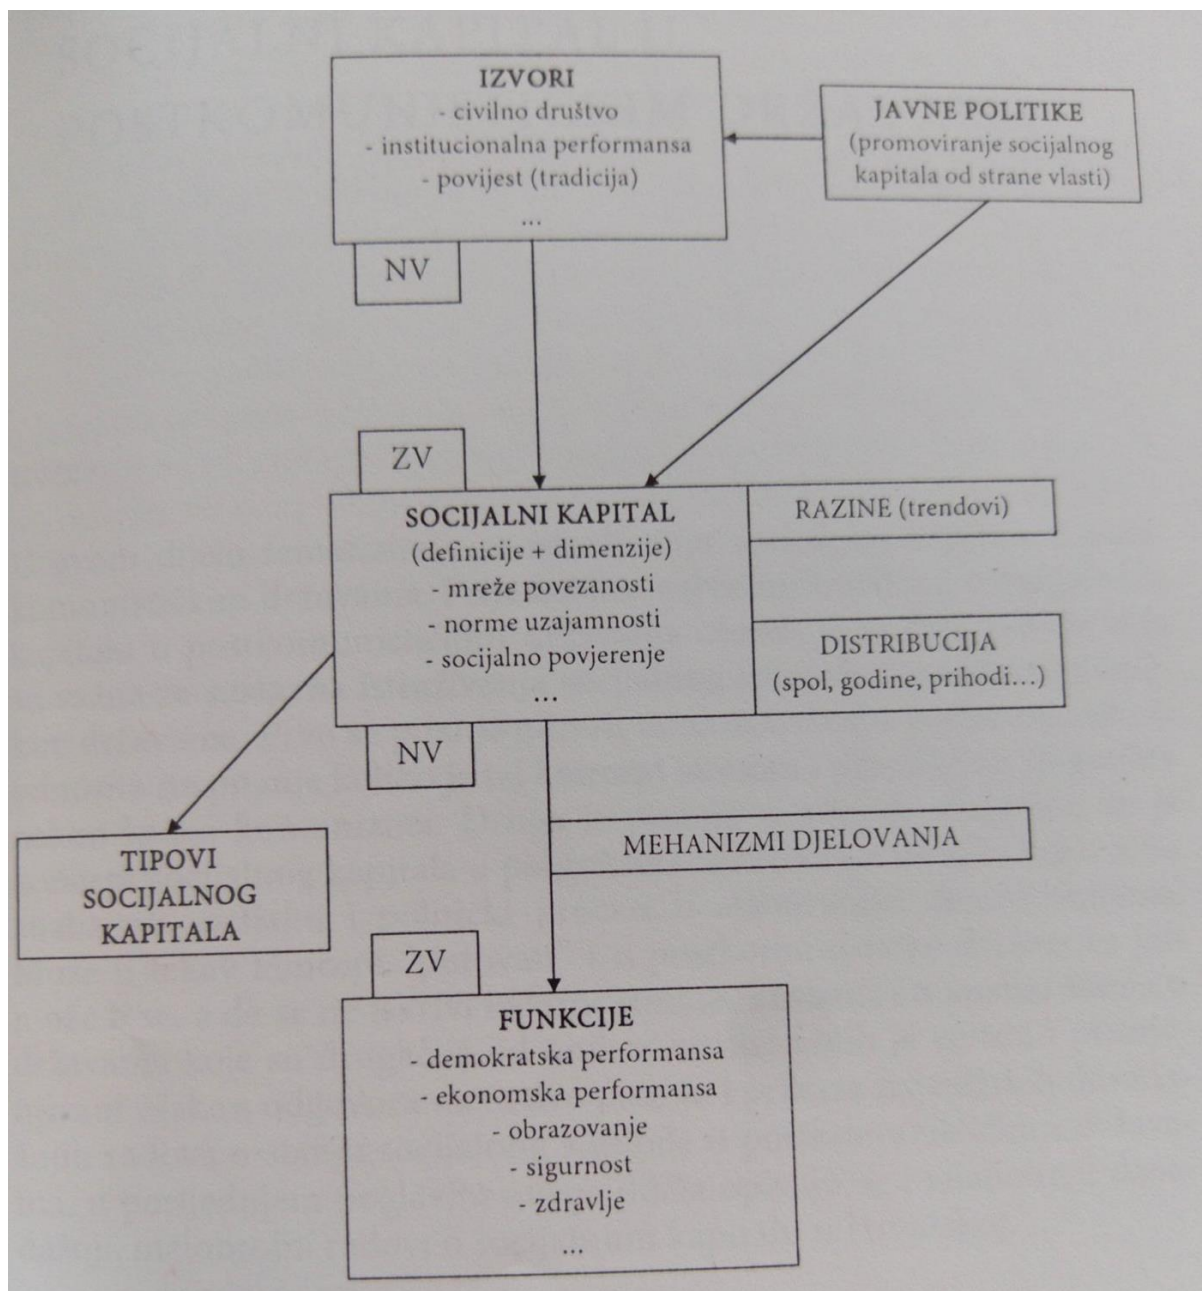 IZVORI
- civilno društvo
- institucionalna performansa
- povijest (tradicija)
...
JAVNE POLITIKE
(promoviranje socijalnog
kapitala od strane vlasti)
NV
ZV
SOCIJALNI KAPITAL
(definicije + dimenzije)
- mreže povezanosti
- norme uzajamnosti
- socijalno povjerenje
...
RAZINE (trendovi)
DISTRIBUCIJA
(spol, godine, prihodi...)
NV
MEHANIZMI DJELOVANJA
TIPOVI
SOCIJALNOG
KAPITALA
ZV
FUNKCIJE
- demokratska performansa
- ekonomska performansa
- obrazovanje
- sigurnost
- zdravlje
...